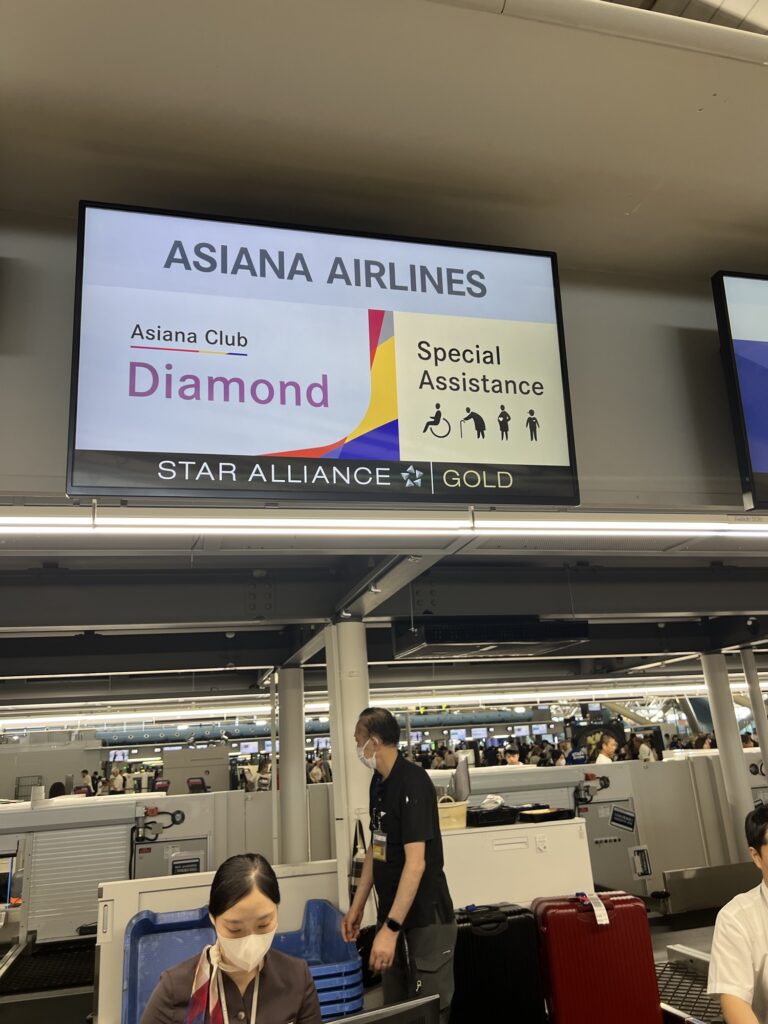 ASIANA AIRLINES
Asiana Club
Diamond
Special
Assistance
STAR ALLIANCE GOLD